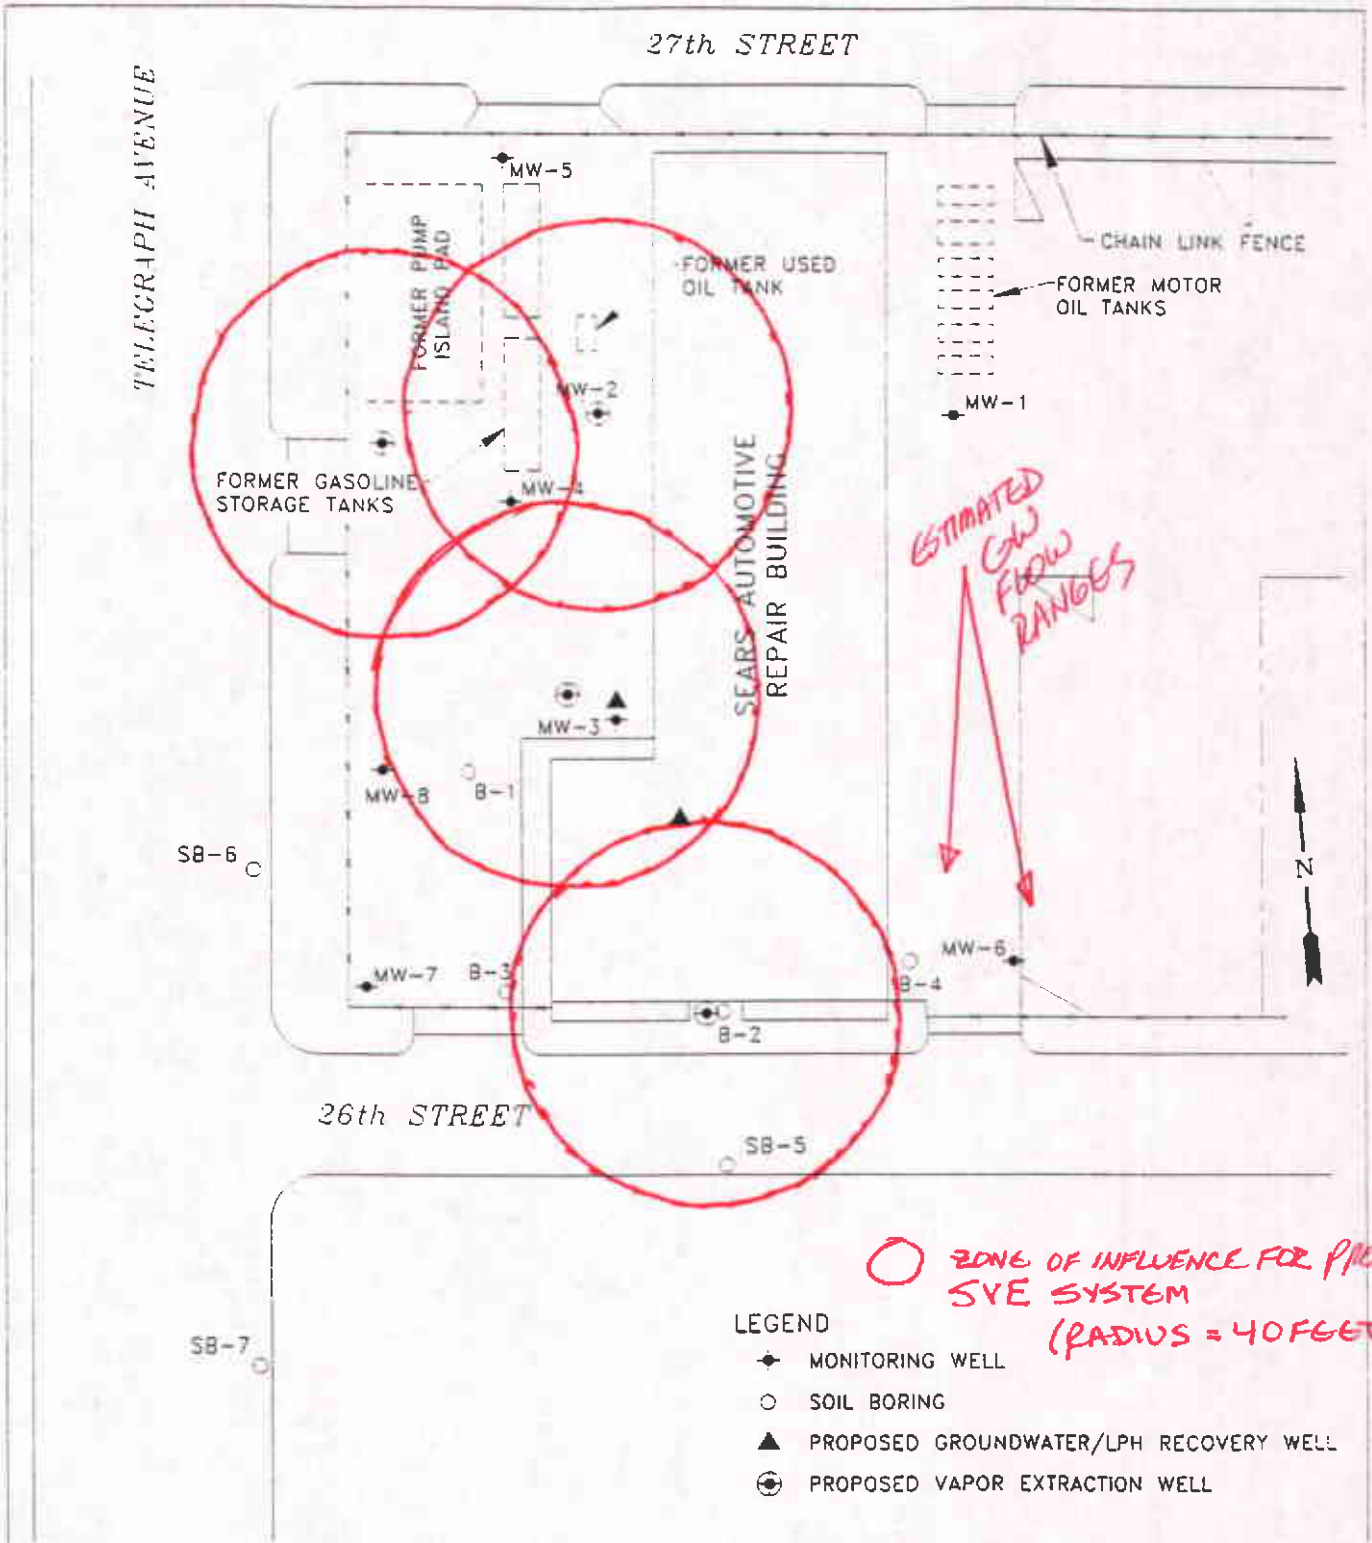 27th STREET
TELEGRAPH AVENUE
MW-5
FORMER PUMP
ISLAND PAD
FORMER USED
OIL TANK
CHAIN LINK FENCE
FORMER MOTOR
OIL TANKS
MW-2
MW-1
FORMER GASOLINE
STORAGE TANKS
MW-4
SEARS AUTOMOTIVE
REPAIR BUILDING
ESTIMATED
GW
FLOW
RANGES
MW-3
MW-8
B-1
SB-6
N
MW-7
B-3
MW-6
B-4
B-2
26th STREET
SB-5
ZONE OF INFLUENCE FOR
SVE SYSTEM
(RADIUS = 40 FEET
SB-7
LEGEND
MONITORING WELL
SOIL BORING
PROPOSED GROUNDWATER/LPH RECOVERY WELL
PROPOSED VAPOR EXTRACTION WELL